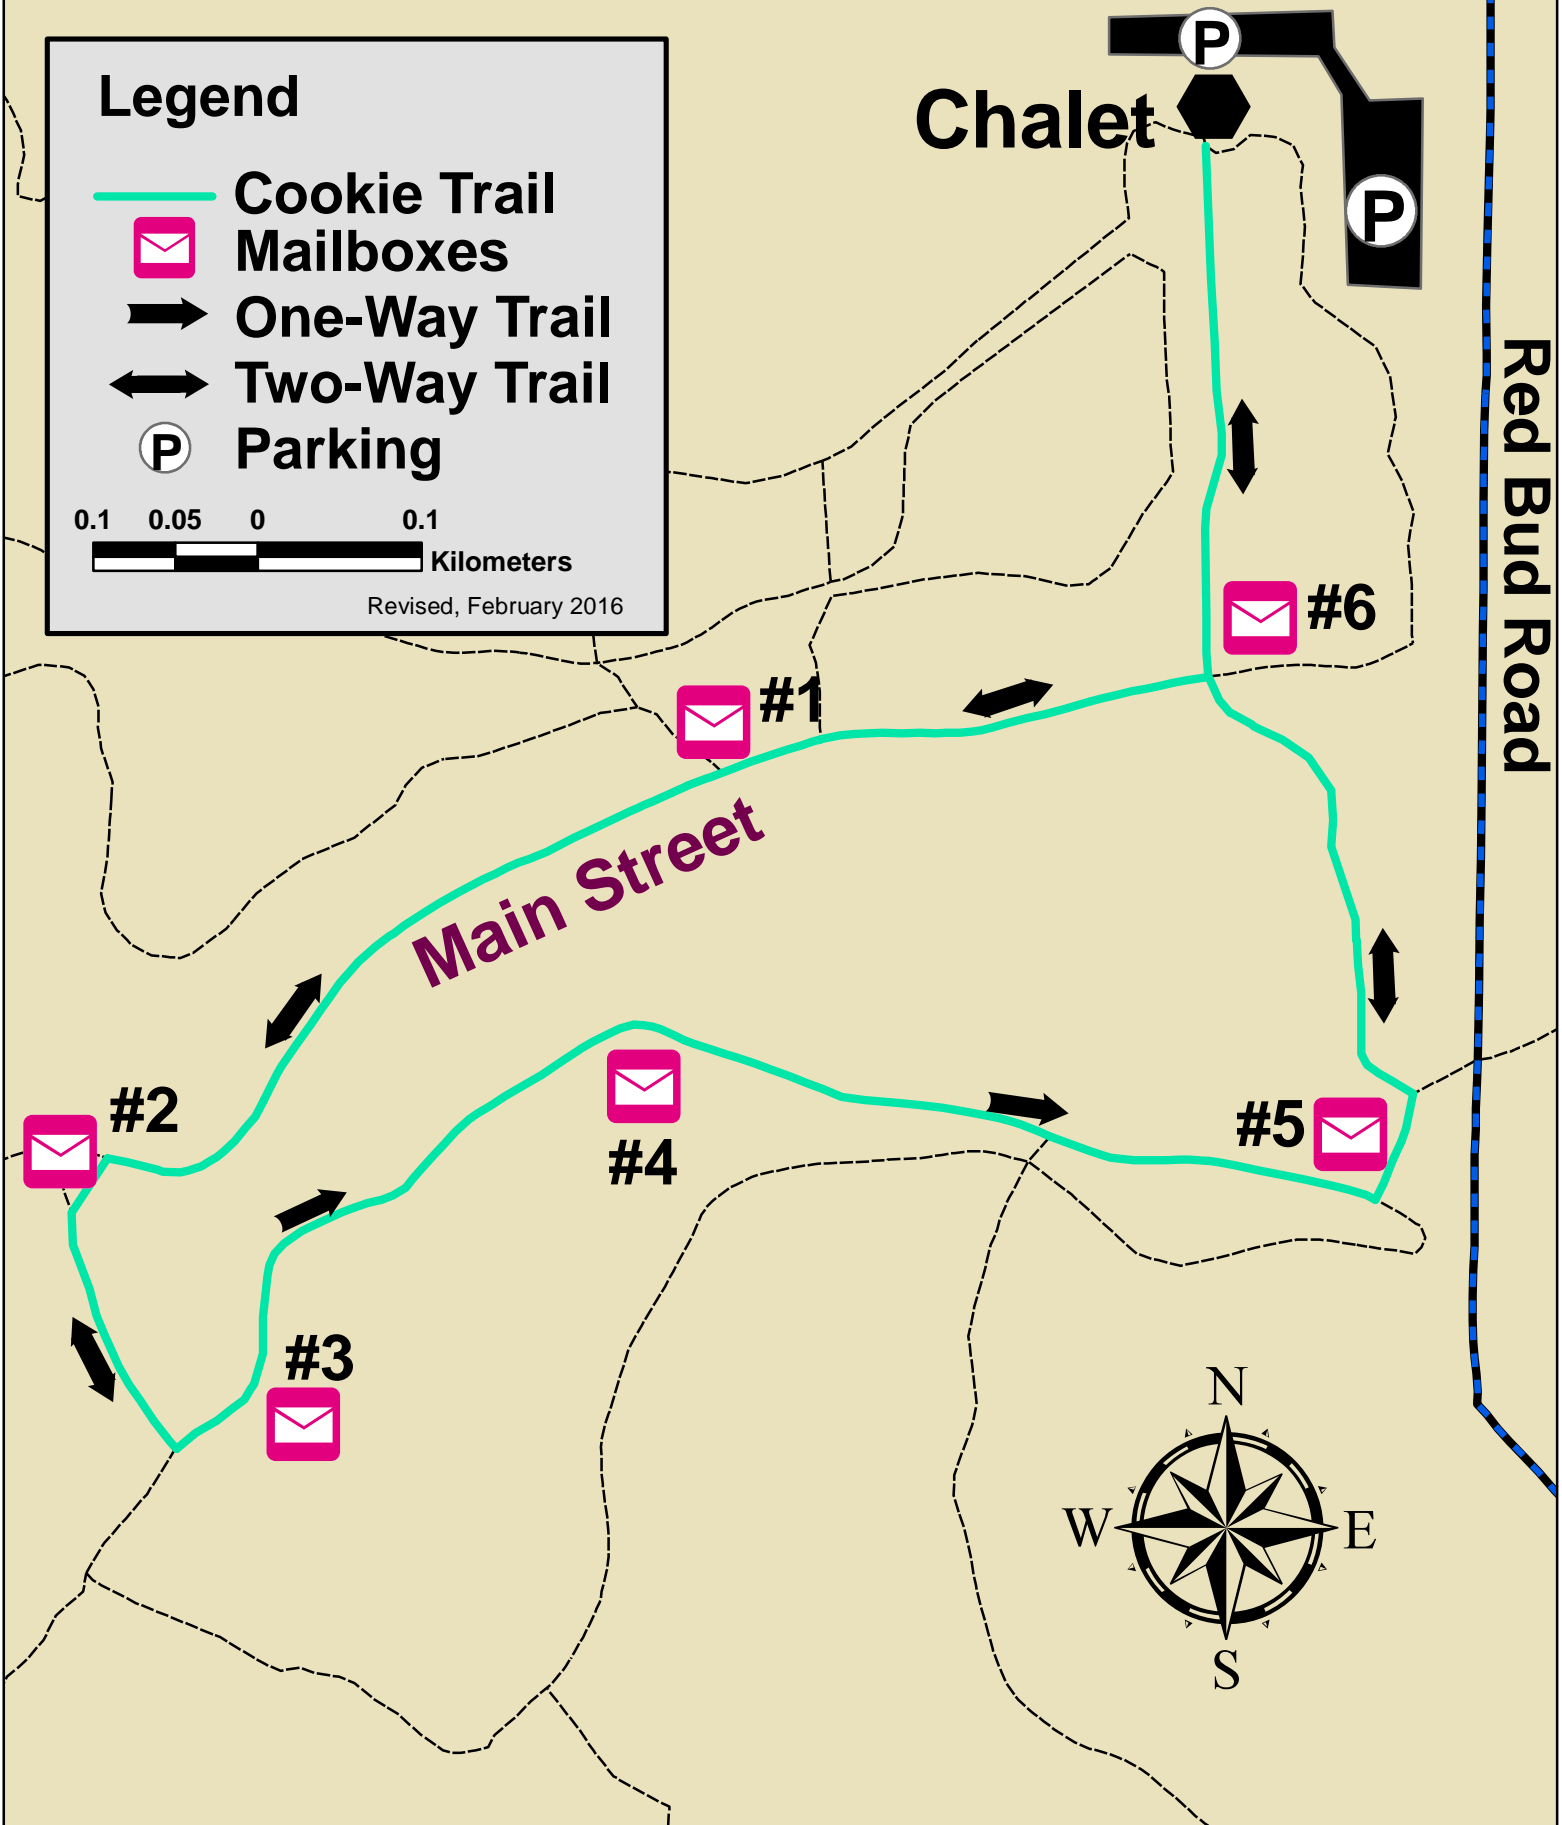 P
Chalet
P
Legend
Cookie Trail
Mailboxes
One-Way Trail
Two-Way Trail
P Parking
0.1 0.05 0 0.1
Kilometers
Revised, February 2016
Red Bud Road
#6
#1
Main Street
#2
#5
#4
#3
N
W E
S